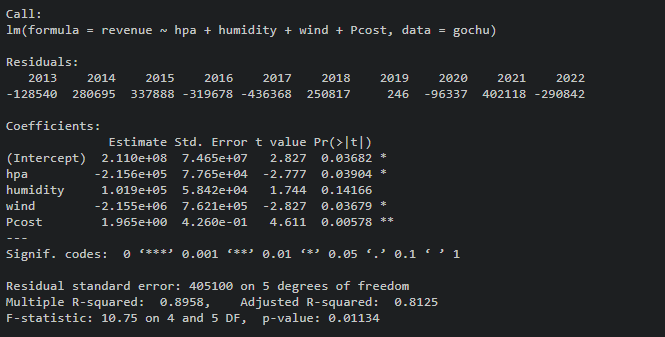 Call:
lm(formula = revenue ~ hpa + humidity + wind + Pcost, data = gochu)
Residuals:
2013 2014 2015 2016 2017 2018 2019 2020 2021 2022
-128540 280695 337888 -319678 -436368 250817 246 -96337 402118 -290842
Coefficients:
Estimate Std. Error t value Pr(>|t|)
(Intercept) 2.110e+08 7.465e+07 2.827 0.03682 *
hpa -2.156e+05 7.765e+04 -2.777 0.03904 *
humidity 1.019e+05 5.842e+04 1.744 0.14166
wind -2.155e+06 7.621e+05 -2.827 0.03679 *
Pcost 1.965e+00 4.260e-01 4.611 0.00578 **
---
Signif. codes: 0 ‘***’ 0.001 ‘**’ 0.01 ‘*’ 0.05 ‘.’ 0.1 ‘ ’ 1
Residual standard error: 405100 on 5 degrees of freedom
Multiple R-squared: 0.8958, Adjusted R-squared: 0.8125
F-statistic: 10.75 on 4 and 5 DF, p-value: 0.01134